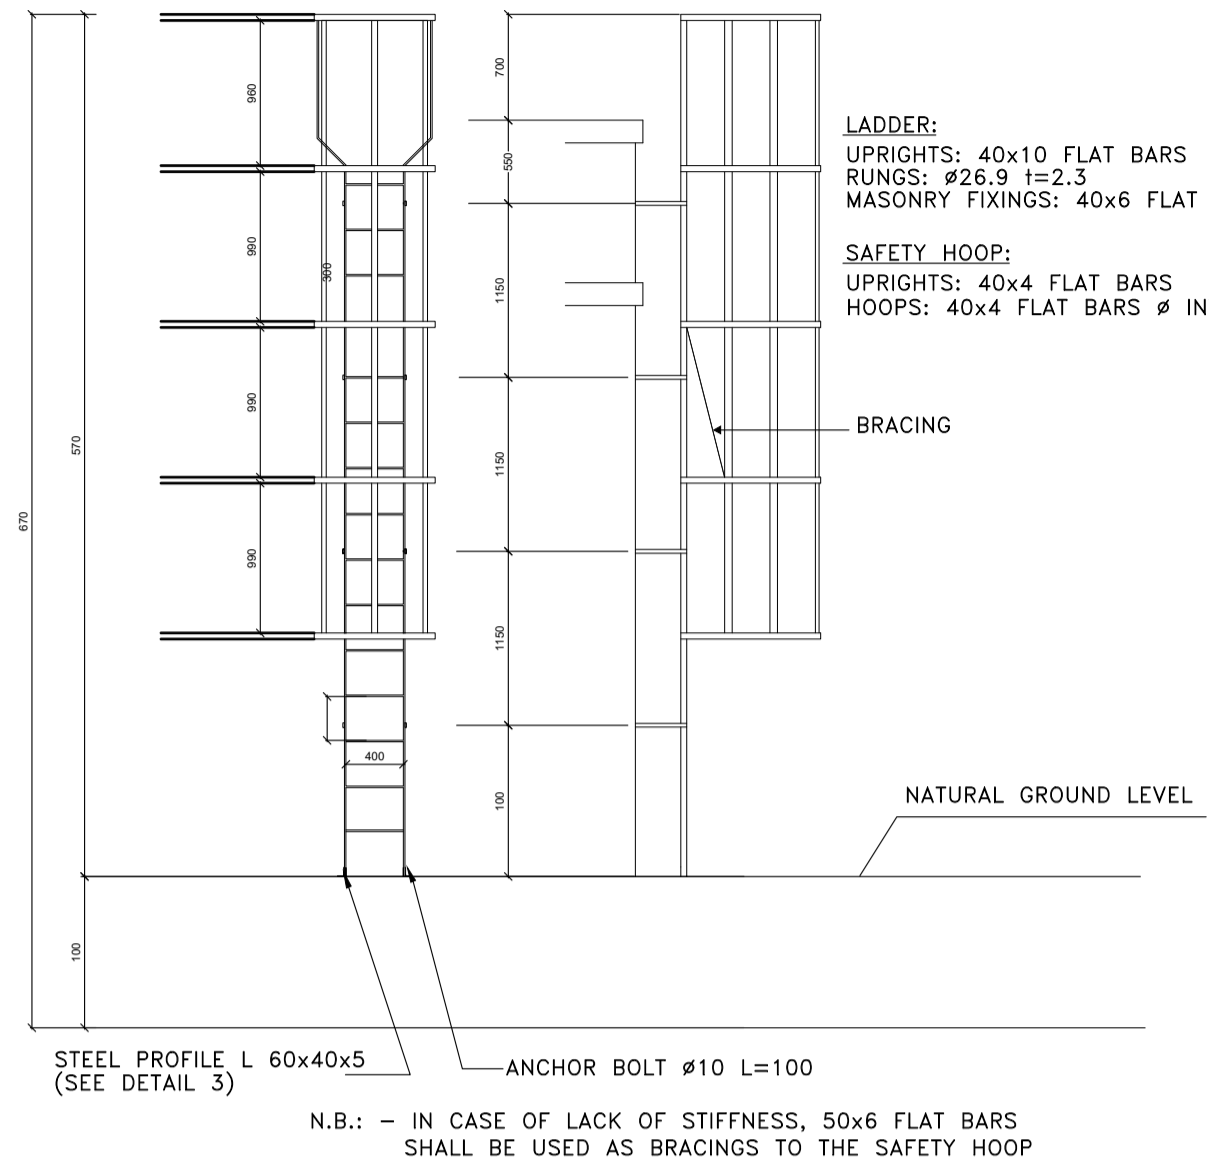 960
990
300
990
990
570
670
100
400
700
550
1150
1150
1150
100
LADDER:
UPRIGHTS: 40x10 FLAT BARS
RUNGS: ø26.9 t=2.3
MASONRY FIXINGS: 40x6 FLAT
SAFETY HOOP:
UPRIGHTS: 40x4 FLAT BARS
HOOPS: 40x4 FLAT BARS ø IN
BRACING
NATURAL GROUND LEVEL
STEEL PROFILE L 60x40x5
(SEE DETAIL 3)
ANCHOR BOLT ø10 L=100
N.B.: – IN CASE OF LACK OF STIFFNESS, 50x6 FLAT BARS
SHALL BE USED AS BRACINGS TO THE SAFETY HOOP